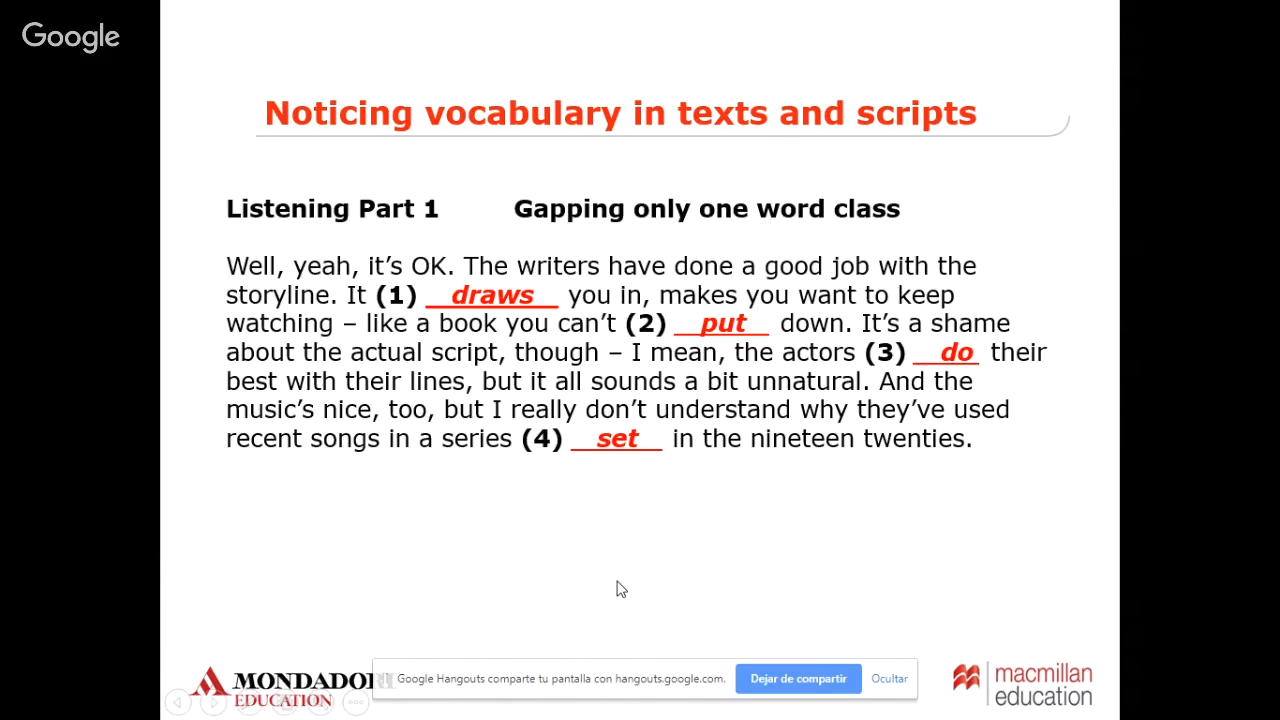 Google
Noticing vocabulary in texts and scripts
Listening Part 1 Gapping only one word class
Well, yeah, it’s OK. The writers have done a good job with the
storyline. It (1) __draws__ you in, makes you want to keep
watching – like a book you can’t (2) __put__ down. It’s a shame
about the actual script, though – I mean, the actors (3) __do__ their
best with their lines, but it all sounds a bit unnatural. And the
music’s nice, too, but I really don’t understand why they’ve used
recent songs in a series (4) __set__ in the nineteen twenties.
MONDADORI
EDUCATION
Google Hangouts comparte tu pantalla con hangouts.google.com.
Dejar de compartir
Ocultar
macmillan
education